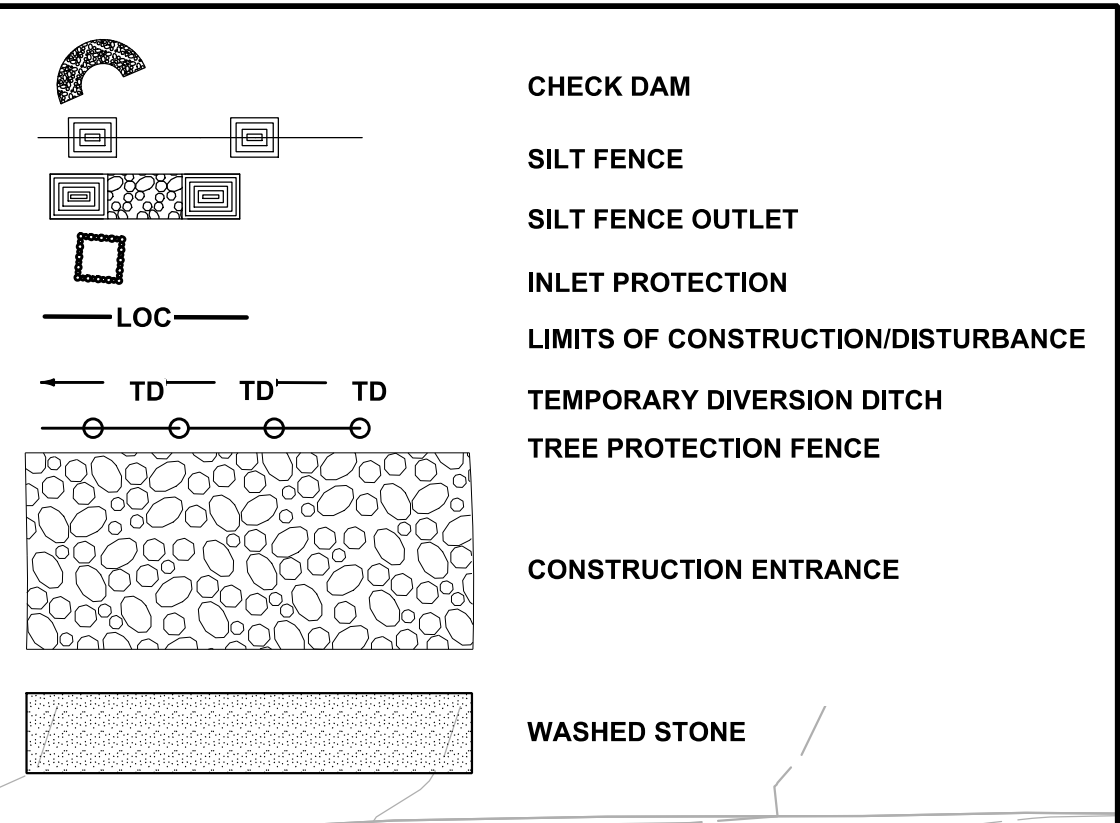 CHECK DAM
SILT FENCE
SILT FENCE OUTLET
INLET PROTECTION
LOC
LIMITS OF CONSTRUCTION/DISTURBANCE
TD TD TD
TEMPORARY DIVERSION DITCH
TREE PROTECTION FENCE
CONSTRUCTION ENTRANCE
WASHED STONE